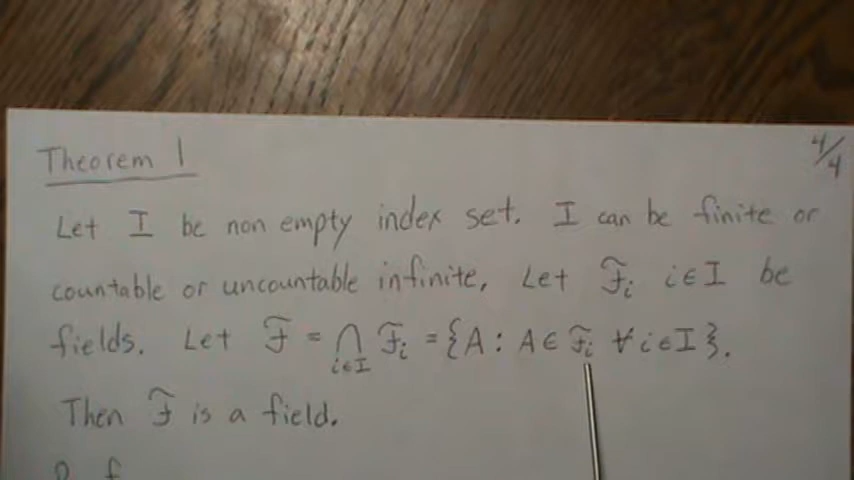 Theorem 1
4/4
Let I be non empty index set. I can be finite or
countable or uncountable infinite. Let ℱᵢ i∈I be
fields. Let ℱ = ⋂_{i∈I} ℱᵢ = {A : A ∈ ℱᵢ ∀ i∈I}.
Then ℱ is a field.